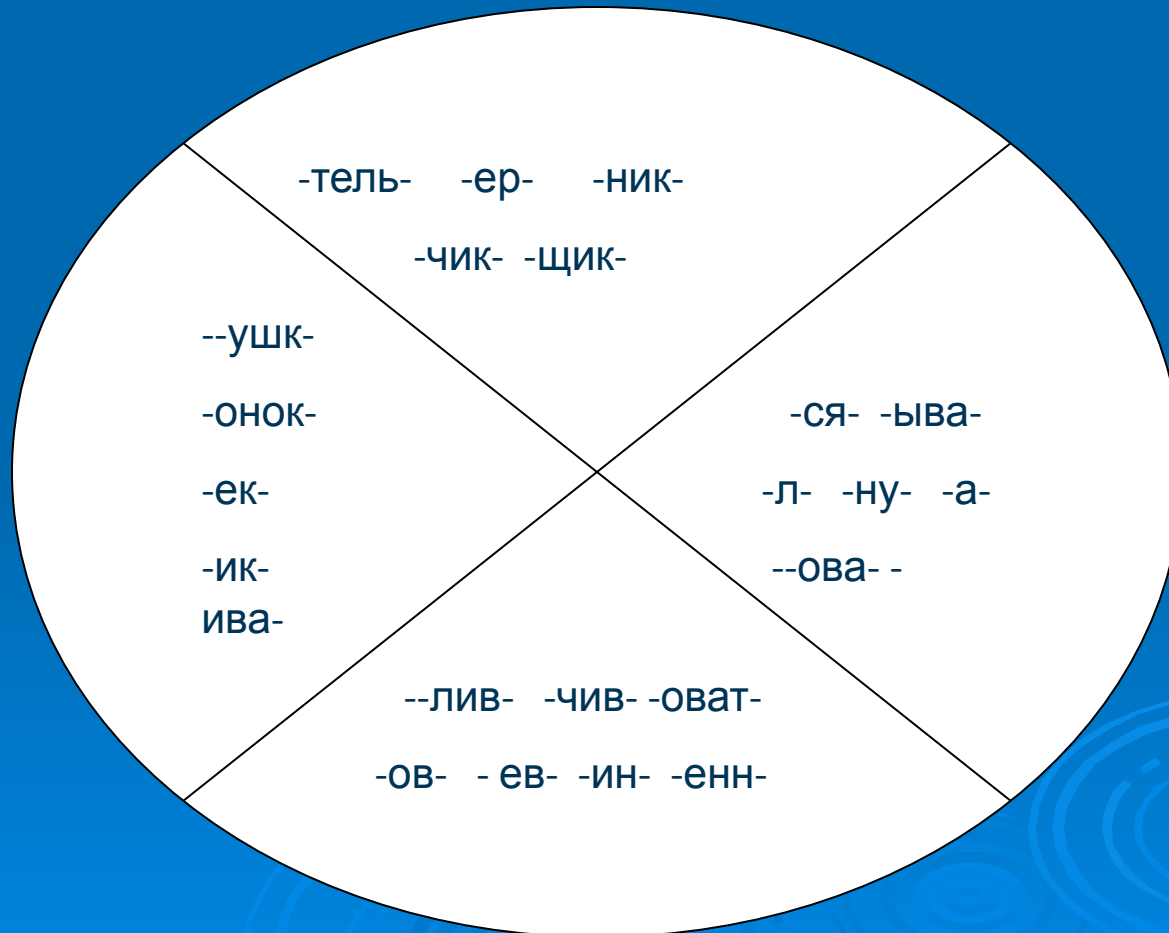 -тель- -ер- -ник-
-чик- -щик-
--ушк-
-онок-
-ек-
-ик-
ива-
-ся- -ыва-
-л- -ну- -а-
--ова- -
--лив- -чив- -оват-
-ов- - ев- -ин- -енн-